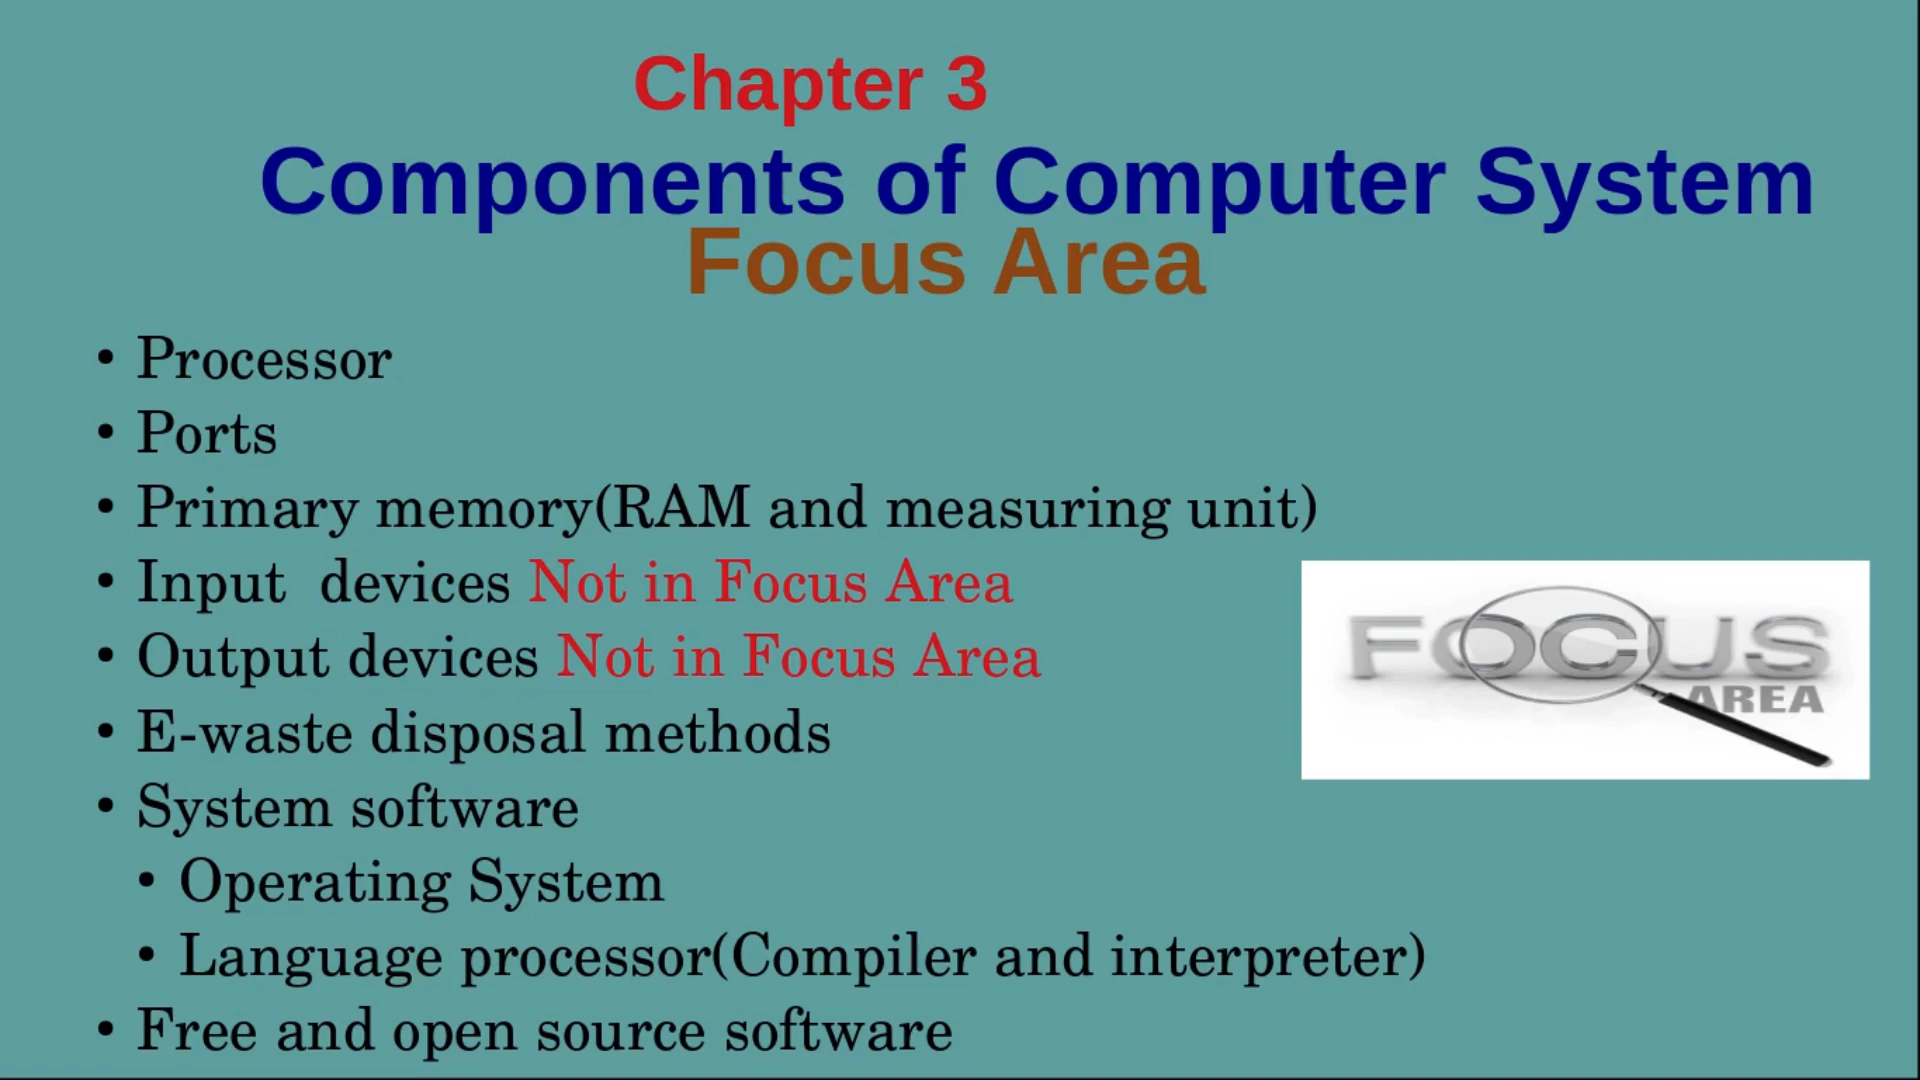 Chapter 3
Components of Computer System
Focus Area
• Processor
• Ports
• Primary memory(RAM and measuring unit)
• Input  devices Not in Focus Area
• Output devices Not in Focus Area
• E-waste disposal methods
• System software
• Operating System
• Language processor(Compiler and interpreter)
• Free and open source software
FOCUS
AREA